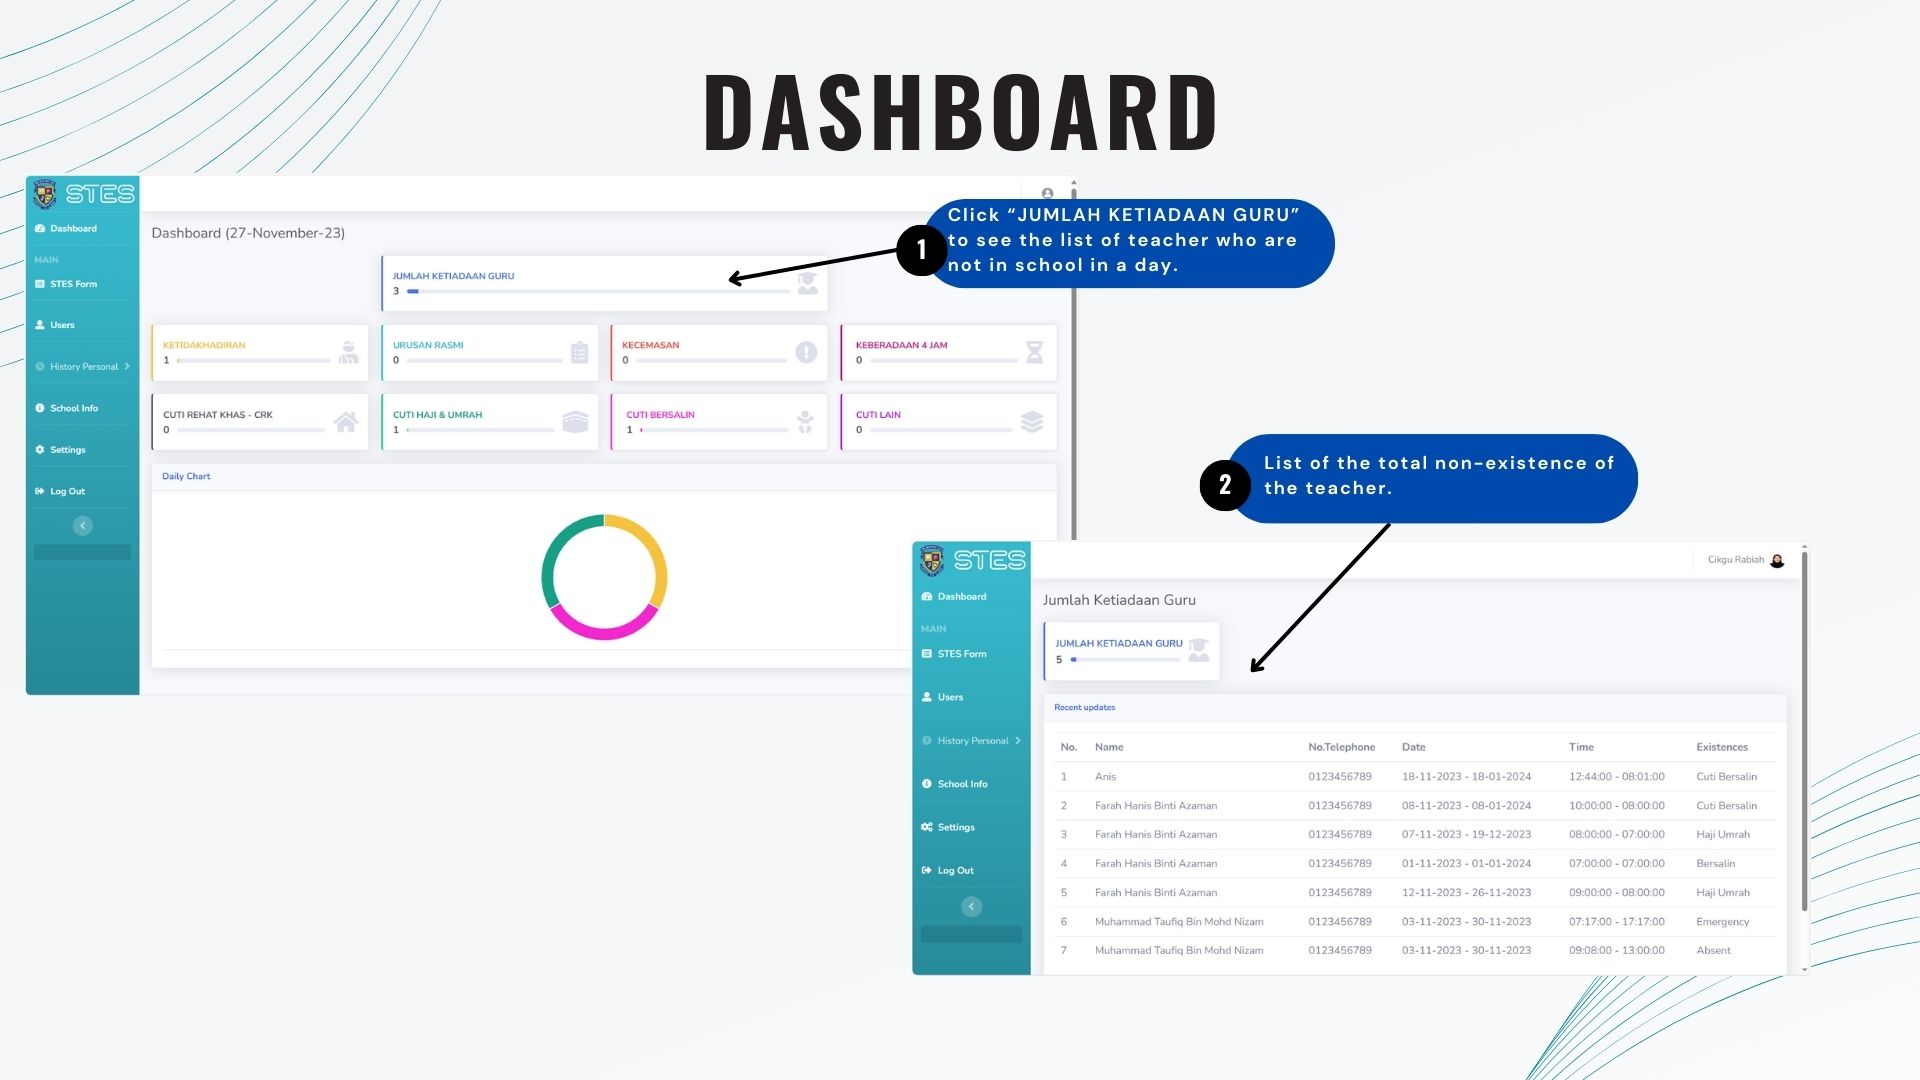 DASHBOARD
STES
Dashboard
MAIN
STES Form
Users
History Personal
School Info
Settings
Log Out
Dashboard (27-November-23)
JUMLAH KETIADAAN GURU
3
KETIDAKHADIRAN
1
URUSAN RASMI
0
KECEMASAN
0
KEBERADAAN 4 JAM
0
CUTI REHAT KHAS - CRK
0
CUTI HAJI & UMRAH
1
CUTI BERSALIN
1
CUTI LAIN
0
Daily Chart
1
Click “JUMLAH KETIADAAN GURU”
to see the list of teacher who are
not in school in a day.
2
List of the total non-existence of
the teacher.
STES
Dashboard
MAIN
STES Form
Users
History Personal
School Info
Settings
Log Out
Cikgu Rabiah
Jumlah Ketiadaan Guru
JUMLAH KETIADAAN GURU
5
Recent updates
No. Name No.Telephone Date Time Existences
1 Anis 0123456789 18-11-2023 - 18-01-2024 12:44:00 - 08:01:00 Cuti Bersalin
2 Farah Hanis Binti Azaman 0123456789 08-11-2023 - 08-01-2024 10:00:00 - 08:00:00 Cuti Bersalin
3 Farah Hanis Binti Azaman 0123456789 07-11-2023 - 19-12-2023 08:00:00 - 07:00:00 Haji Umrah
4 Farah Hanis Binti Azaman 0123456789 01-11-2023 - 01-01-2024 07:00:00 - 07:00:00 Bersalin
5 Farah Hanis Binti Azaman 0123456789 12-11-2023 - 26-11-2023 09:00:00 - 08:00:00 Haji Umrah
6 Muhammad Taufiq Bin Mohd Nizam 0123456789 03-11-2023 - 30-11-2023 07:17:00 - 17:17:00 Emergency
7 Muhammad Taufiq Bin Mohd Nizam 0123456789 03-11-2023 - 30-11-2023 09:08:00 - 13:00:00 Absent